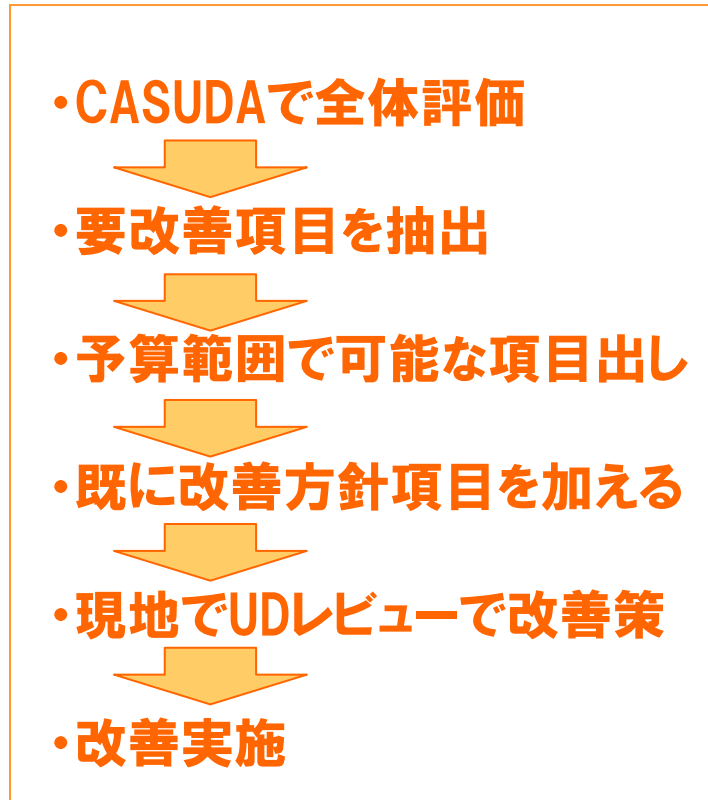 ・CASUDAで全体評価
・要改善項目を抽出
・予算範囲で可能な項目出し
・既に改善方針項目を加える
・現地でUDレビューで改善策
・改善実施